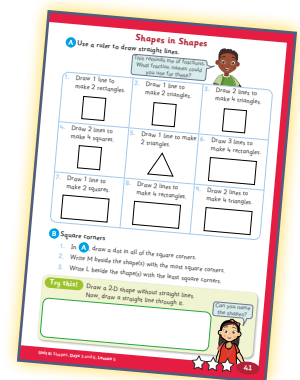 Shapes in Shapes
A Use a ruler to draw straight lines.
This reminds me of fractions.
What fraction names could
you use for these?
1. Draw 1 line to
make 2 rectangles.
2. Draw 1 line to
make 2 triangles.
3. Draw 2 lines to
make 4 triangles.
4. Draw 2 lines to
make 4 squares.
5. Draw 1 line to make
2 triangles.
6. Draw 3 lines to
make 4 rectangles.
7. Draw 1 line to
make 2 squares.
8. Draw 2 lines to
make 4 rectangles.
9. Draw 2 lines to
make 4 triangles.
B Square corners
1. In A draw a dot in all of the square corners.
2. Write M beside the shape(s) with the most square corners.
3. Write L beside the shape(s) with the least square corners.
Try this!
Draw a 2-D shape without straight lines.
Now, draw a straight line through it.
Can you name
the shapes?
41